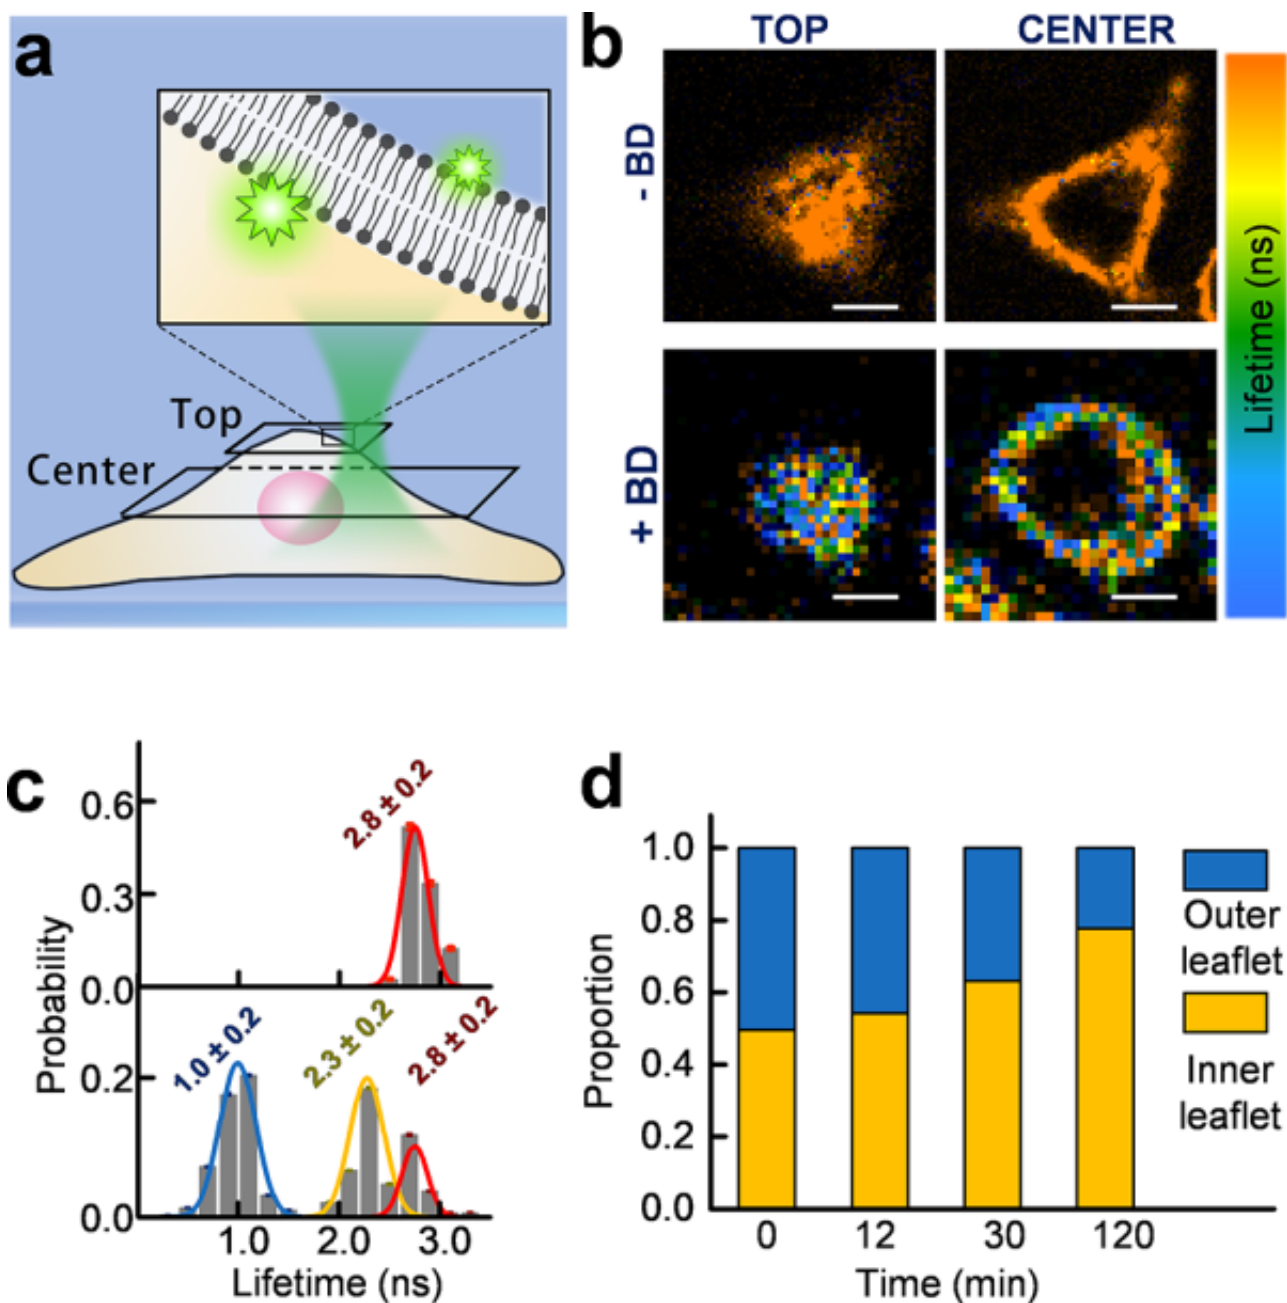 a
Top
Center
b
TOP
CENTER
- BD
+ BD
Lifetime (ns)
c
Probability
0.6
0.3
0.0
2.8 ± 0.2
0.2
0.0
1.0 ± 0.2
2.3 ± 0.2
2.8 ± 0.2
1.0
2.0
3.0
Lifetime (ns)
d
Proportion
1.0
0.8
0.6
0.4
0.2
0.0
0
12
30
120
Time (min)
Outer
leaflet
Inner
leaflet